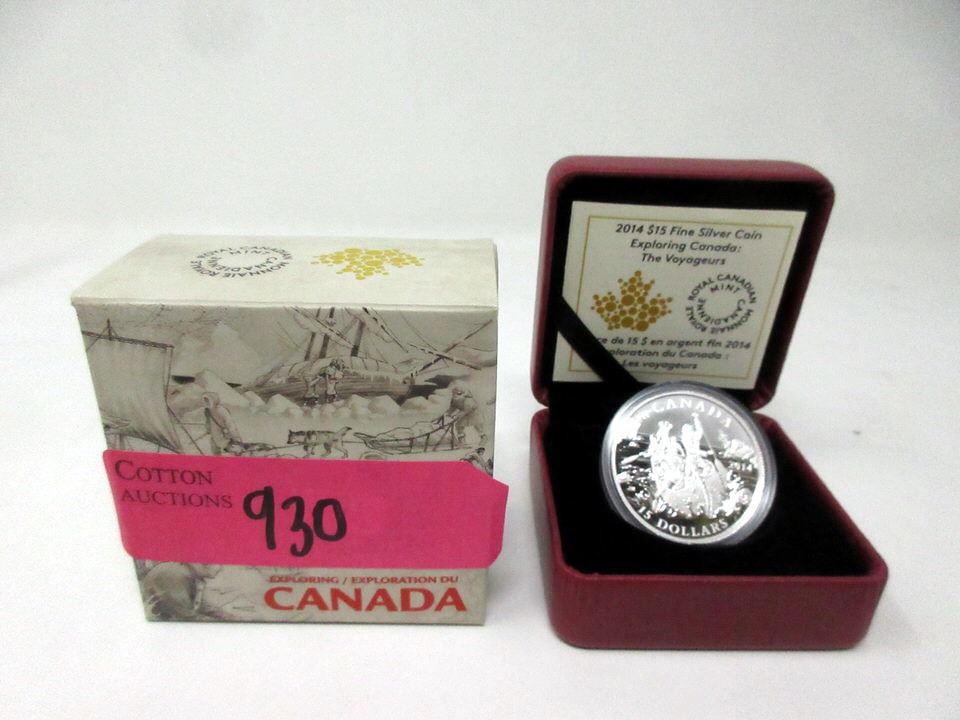 ROYAL CANADIAN MINT
MONNAIE ROYALE CANADIENNE
COTTON
AUCTIONS
930
EXPLORING / EXPLORATION DU
CANADA
2014 $15 Fine Silver Coin
Exploring Canada:
The Voyageurs
ROYAL CANADIAN MINT
MONNAIE ROYALE CANADIENNE
de 15 $ en argent fin 2014
du Canada :
Les voyageurs
CANADA
2014
15 DOLLARS